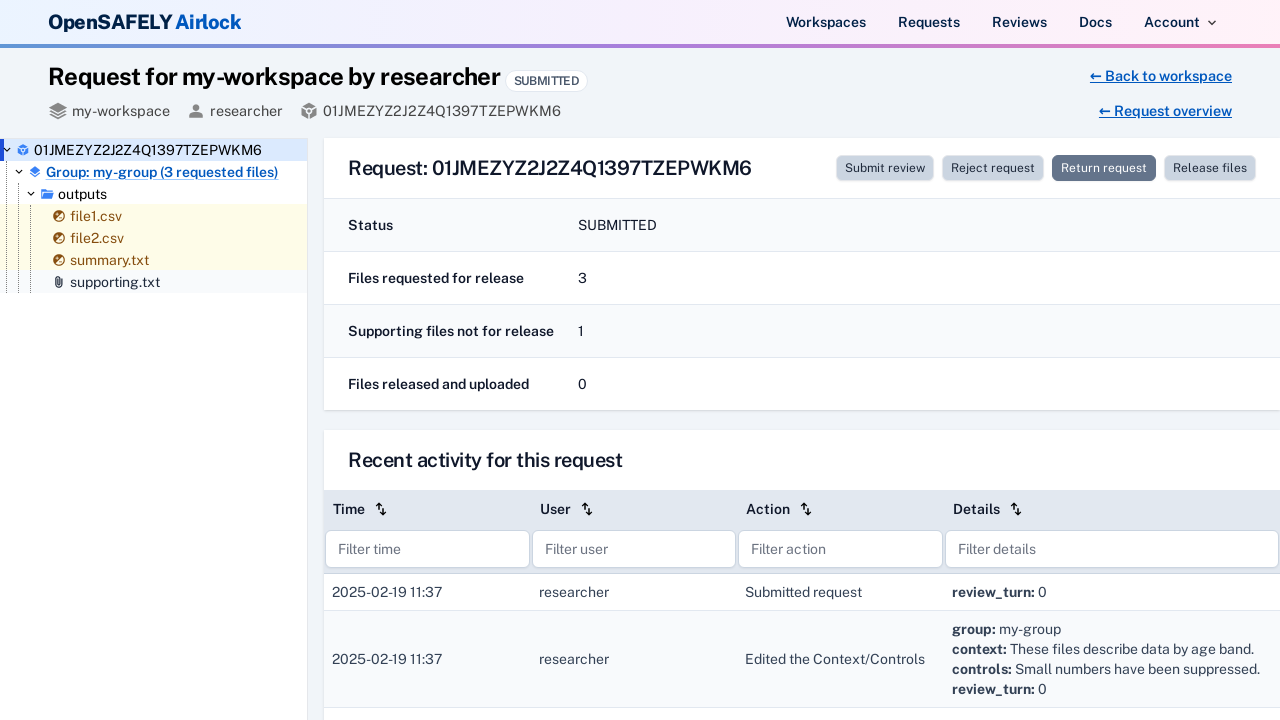 OpenSAFELY Airlock
Workspaces Requests Reviews Docs Account
Request for my-workspace by researcher SUBMITTED
← Back to workspace
my-workspace researcher 01JMEZYZ2J2Z4Q1397TZEPWKM6
← Request overview
01JMEZYZ2J2Z4Q1397TZEPWKM6
Group: my-group (3 requested files)
outputs
file1.csv
file2.csv
summary.txt
supporting.txt
Request: 01JMEZYZ2J2Z4Q1397TZEPWKM6
Submit review Reject request Return request Release files
Status SUBMITTED
Files requested for release 3
Supporting files not for release 1
Files released and uploaded 0
Recent activity for this request
Time User Action Details
Filter time Filter user Filter action Filter details
2025-02-19 11:37 researcher Submitted request review_turn: 0
2025-02-19 11:37 researcher Edited the Context/Controls
group: my-group
context: These files describe data by age band.
controls: Small numbers have been suppressed.
review_turn: 0